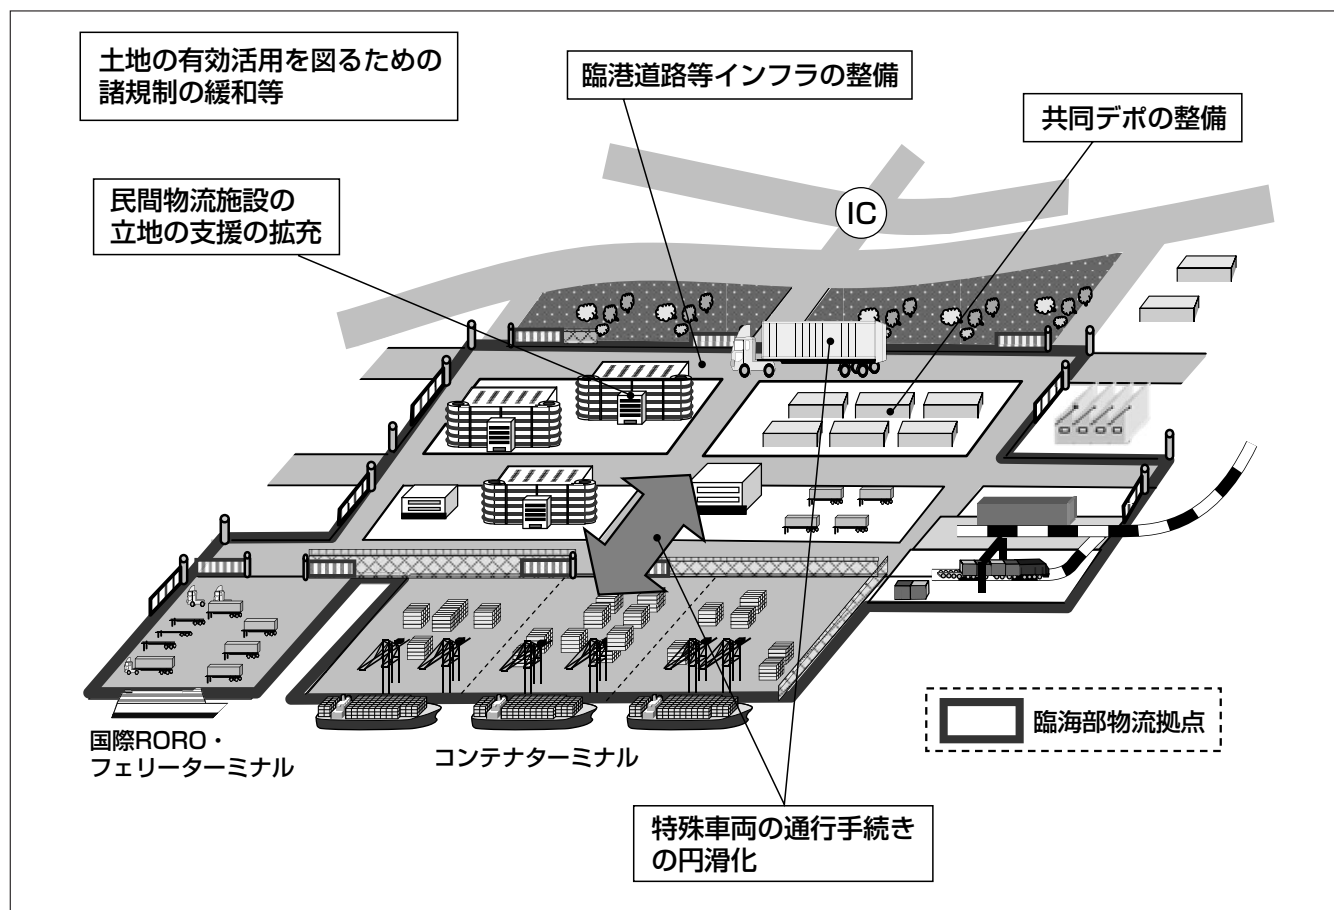 土地の有効活用を図るための
諸規制の緩和等
臨港道路等インフラの整備
共同デポの整備
民間物流施設の
立地の支援の拡充
IC
国際RORO・
フェリーターミナル
コンテナターミナル
臨海部物流拠点
特殊車両の通行手続き
の円滑化